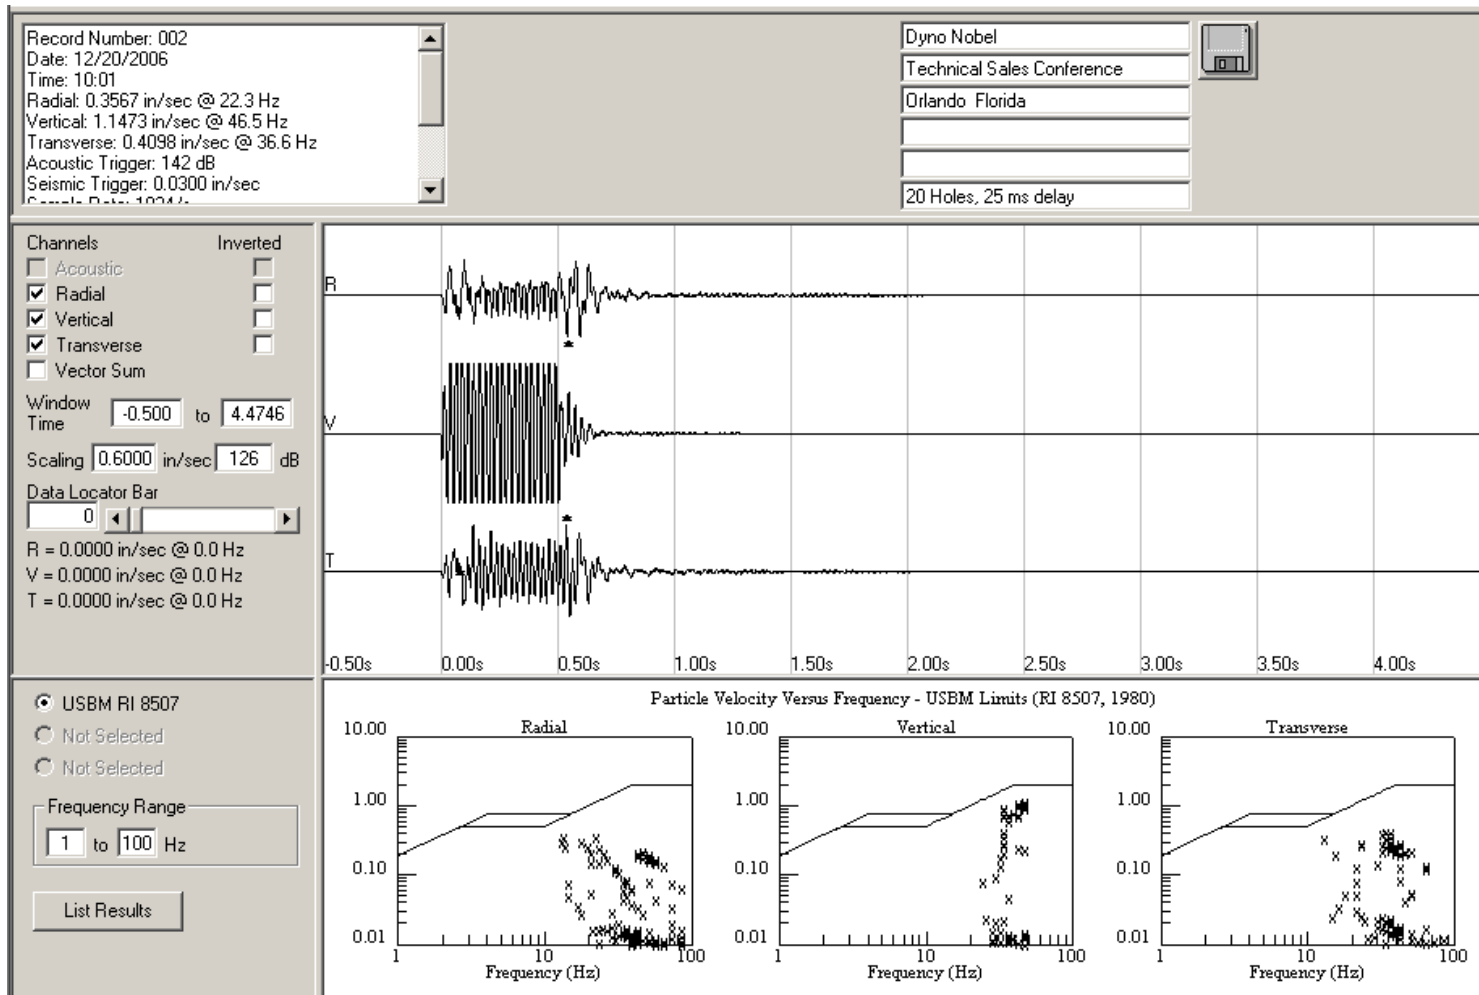 Record Number: 002
Date: 12/20/2006
Time: 10:01
Radial: 0.3567 in/sec @ 22.3 Hz
Vertical: 1.1473 in/sec @ 46.5 Hz
Transverse: 0.4098 in/sec @ 36.6 Hz
Acoustic Trigger: 142 dB
Seismic Trigger: 0.0300 in/sec
Dyno Nobel
Technical Sales Conference
Orlando Florida
20 Holes, 25 ms delay
Channels Inverted
Acoustic
Radial
Vertical
Transverse
Vector Sum
Window Time -0.500 to 4.4746
Scaling 0.6000 in/sec 126 dB
Data Locator Bar
0
R = 0.0000 in/sec @ 0.0 Hz
V = 0.0000 in/sec @ 0.0 Hz
T = 0.0000 in/sec @ 0.0 Hz
R
V
T
-0.50s 0.00s 0.50s 1.00s 1.50s 2.00s 2.50s 3.00s 3.50s 4.00s
USBM RI 8507
Not Selected
Not Selected
Frequency Range
1 to 100 Hz
List Results
Particle Velocity Versus Frequency - USBM Limits (RI 8507, 1980)
Radial
10.00
1.00
0.10
0.01
1 10 100
Frequency (Hz)
Vertical
10.00
1.00
0.10
0.01
1 10 100
Frequency (Hz)
Transverse
10.00
1.00
0.10
0.01
1 10 100
Frequency (Hz)